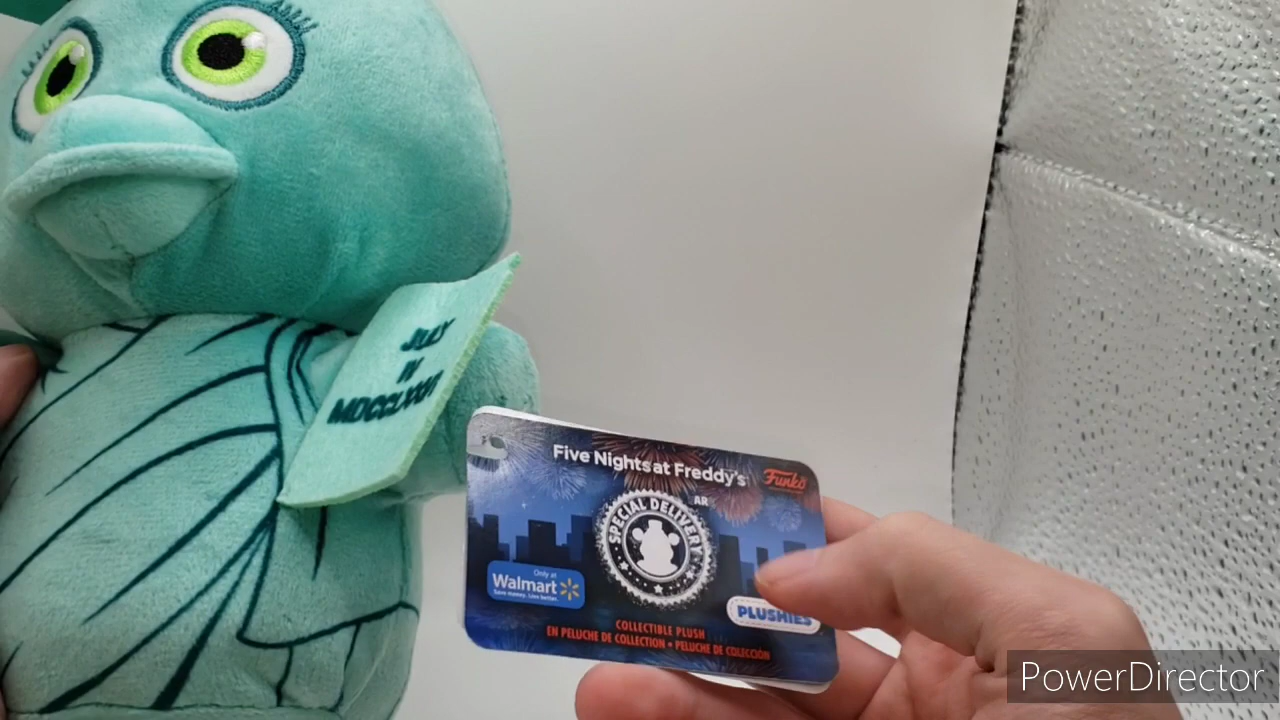 JULY
IV
MDCCLXXVI
Five Nights at Freddy's
Funko
AR
SPECIAL DELIVERY
Only at
Walmart
Save money. Live better.
PLUSHIES
COLLECTIBLE PLUSH
EN PELUCHE DE COLLECTION • PELUCHE DE COLECCIÓN
PowerDirector